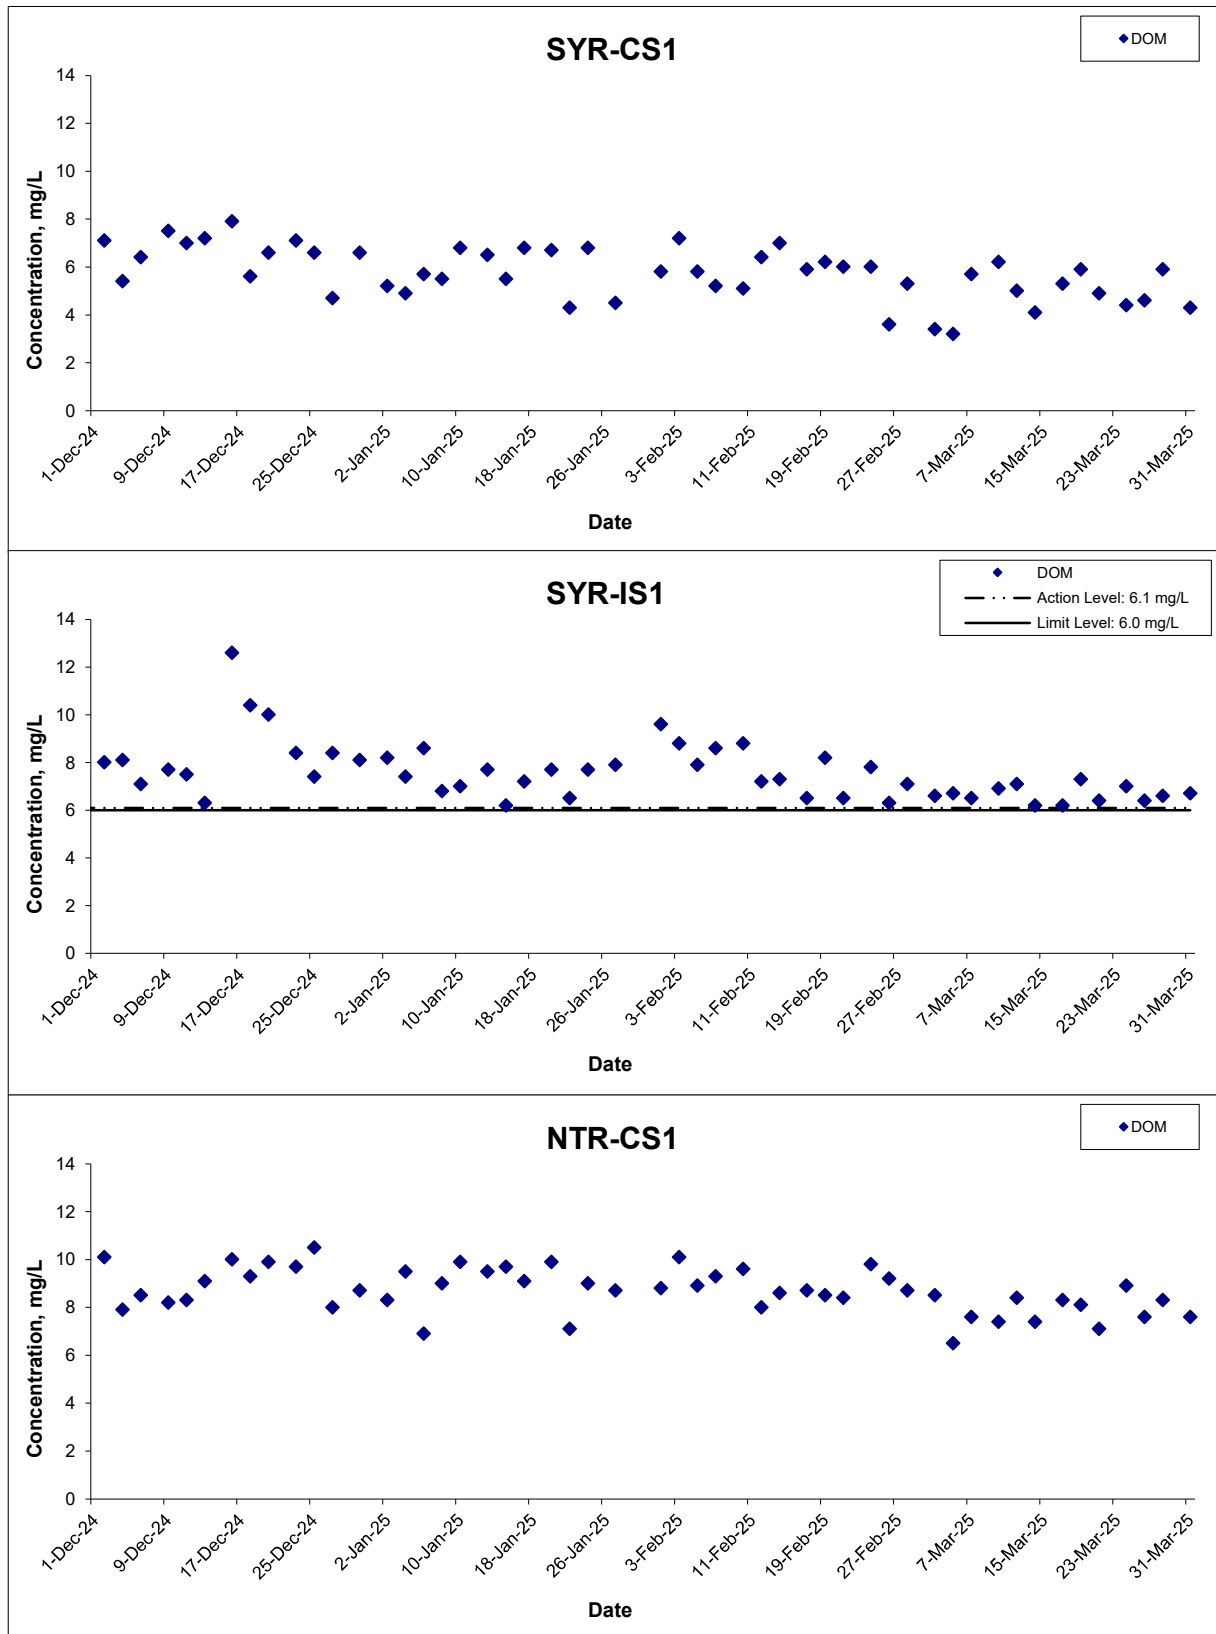 SYR-CS1
DOM
Concentration, mg/L
14
12
10
8
6
4
2
0
1-Dec-24
9-Dec-24
17-Dec-24
25-Dec-24
2-Jan-25
10-Jan-25
18-Jan-25
26-Jan-25
3-Feb-25
11-Feb-25
19-Feb-25
27-Feb-25
7-Mar-25
15-Mar-25
23-Mar-25
31-Mar-25
Date
SYR-IS1
DOM
Action Level: 6.1 mg/L
Limit Level: 6.0 mg/L
Concentration, mg/L
14
12
10
8
6
4
2
0
1-Dec-24
9-Dec-24
17-Dec-24
25-Dec-24
2-Jan-25
10-Jan-25
18-Jan-25
26-Jan-25
3-Feb-25
11-Feb-25
19-Feb-25
27-Feb-25
7-Mar-25
15-Mar-25
23-Mar-25
31-Mar-25
Date
NTR-CS1
DOM
Concentration, mg/L
14
12
10
8
6
4
2
0
1-Dec-24
9-Dec-24
17-Dec-24
25-Dec-24
2-Jan-25
10-Jan-25
18-Jan-25
26-Jan-25
3-Feb-25
11-Feb-25
19-Feb-25
27-Feb-25
7-Mar-25
15-Mar-25
23-Mar-25
31-Mar-25
Date